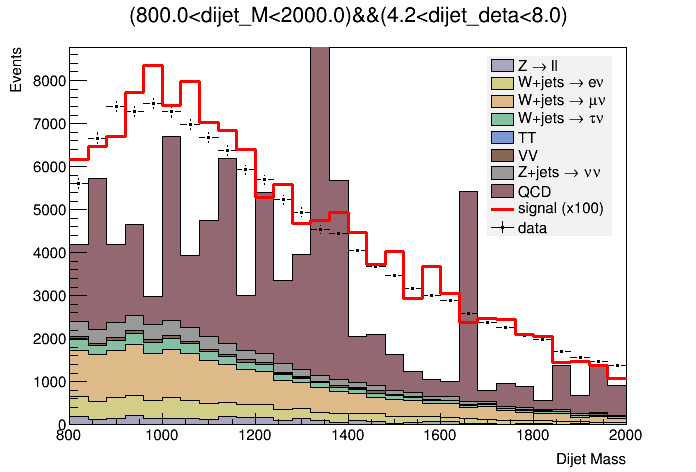 (800.0<dijet_M<2000.0)&&(4.2<dijet_deta<8.0)
Events
8000
7000
6000
5000
4000
3000
2000
1000
0
800
1000
1200
1400
1600
1800
2000
Dijet Mass
Z → ll
W+jets → eν
W+jets → μν
W+jets → τν
TT
VV
Z+jets → νν
QCD
signal (x100)
data